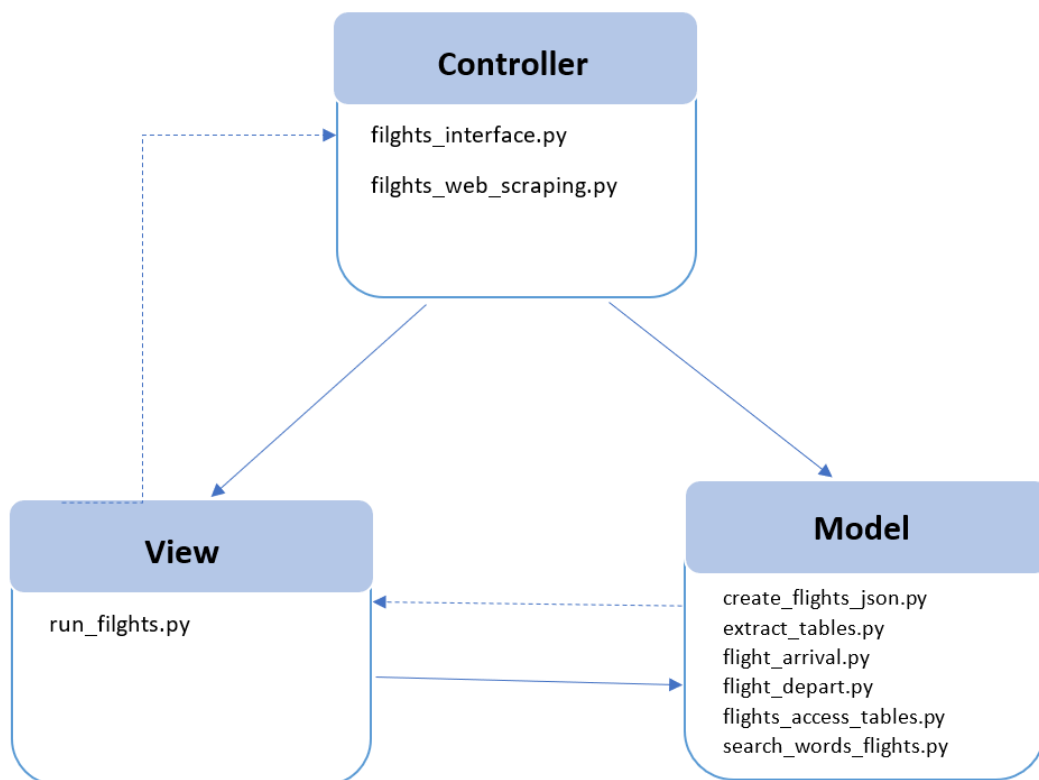 Controller
filghts_interface.py
filghts_web_scraping.py
View
run_filghts.py
Model
create_flights_json.py
extract_tables.py
flight_arrival.py
flight_depart.py
flights_access_tables.py
search_words_flights.py